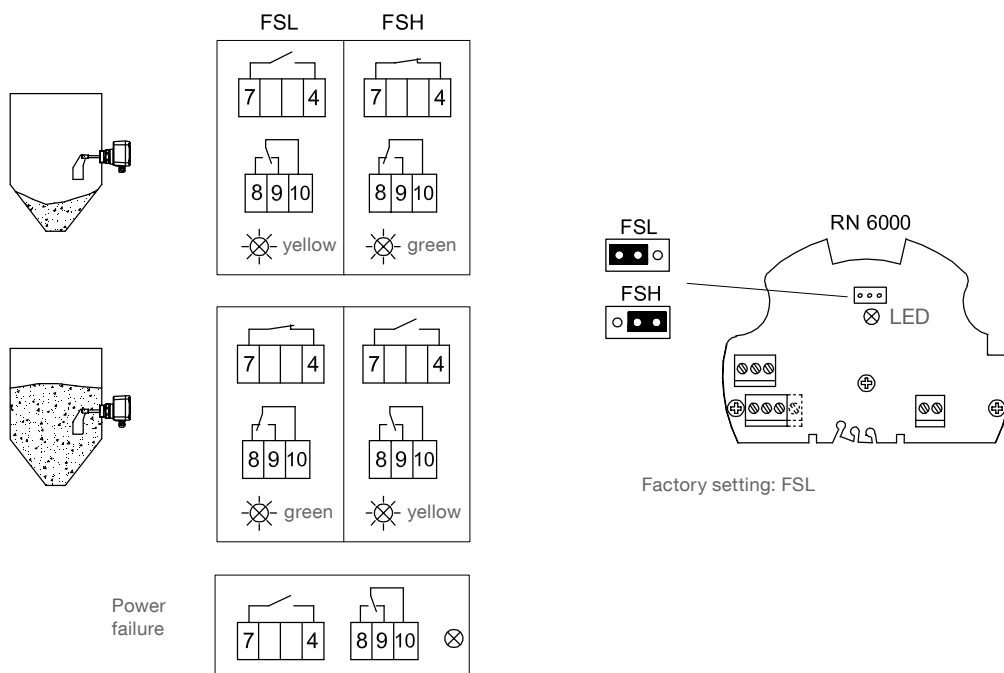 FSL FSH
7 4 7 4
8 9 10 8 9 10
yellow green
7 4 7 4
8 9 10 8 9 10
green yellow
Power
failure
7 4 8 9 10
RN 6000
FSL
FSH
LED
Factory setting: FSL